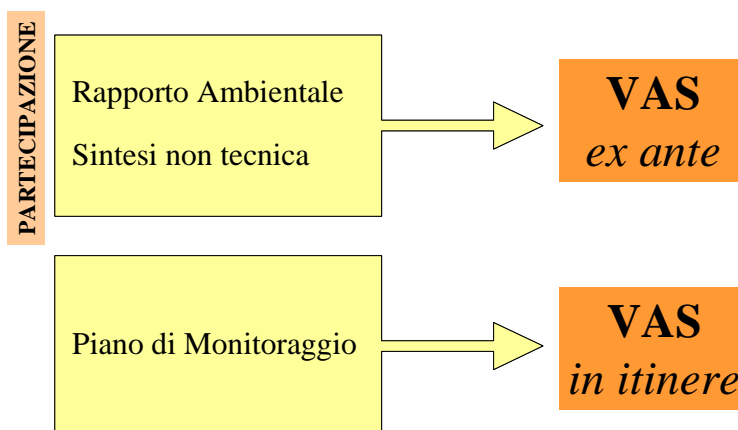 PARTECIPAZIONE
Rapporto Ambientale
Sintesi non tecnica
VAS
ex ante
Piano di Monitoraggio
VAS
in itinere